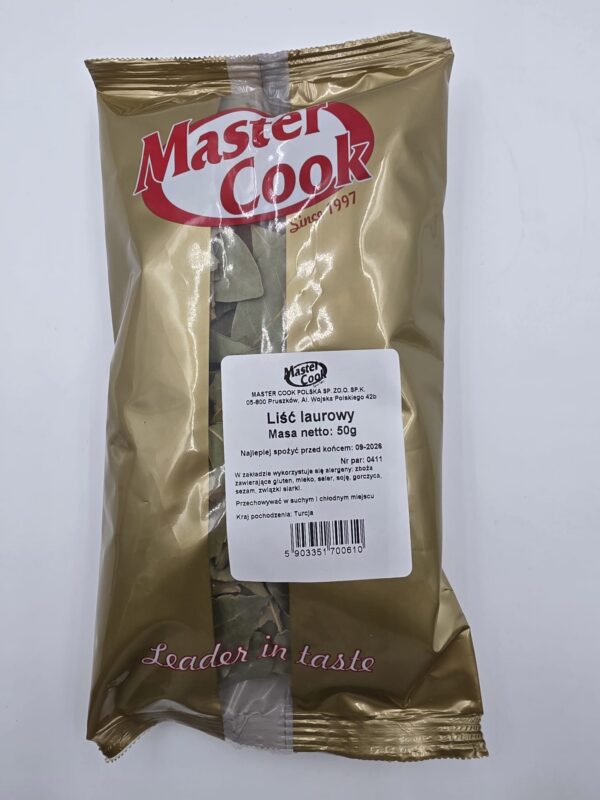 Master
Cook
Since 1997
Master
Cook
MASTER COOK POLSKA SP. ZO.O. SP.K.
05-800 Pruszków, Al. Wojska Polskiego 42b
Liść laurowy
Masa netto: 50g
Najlepiej spożyć przed końcem: 09-2026
Nr par: 0411
W zakładzie wykorzystuje się alergeny: zboża
zawierające gluten, mleko, seler, soję, gorczyca,
sezam, związki siarki.
Przechowywać w suchym i chłodnym miejscu
Kraj pochodzenia: Turcja
5 903351 700610
Leader in taste